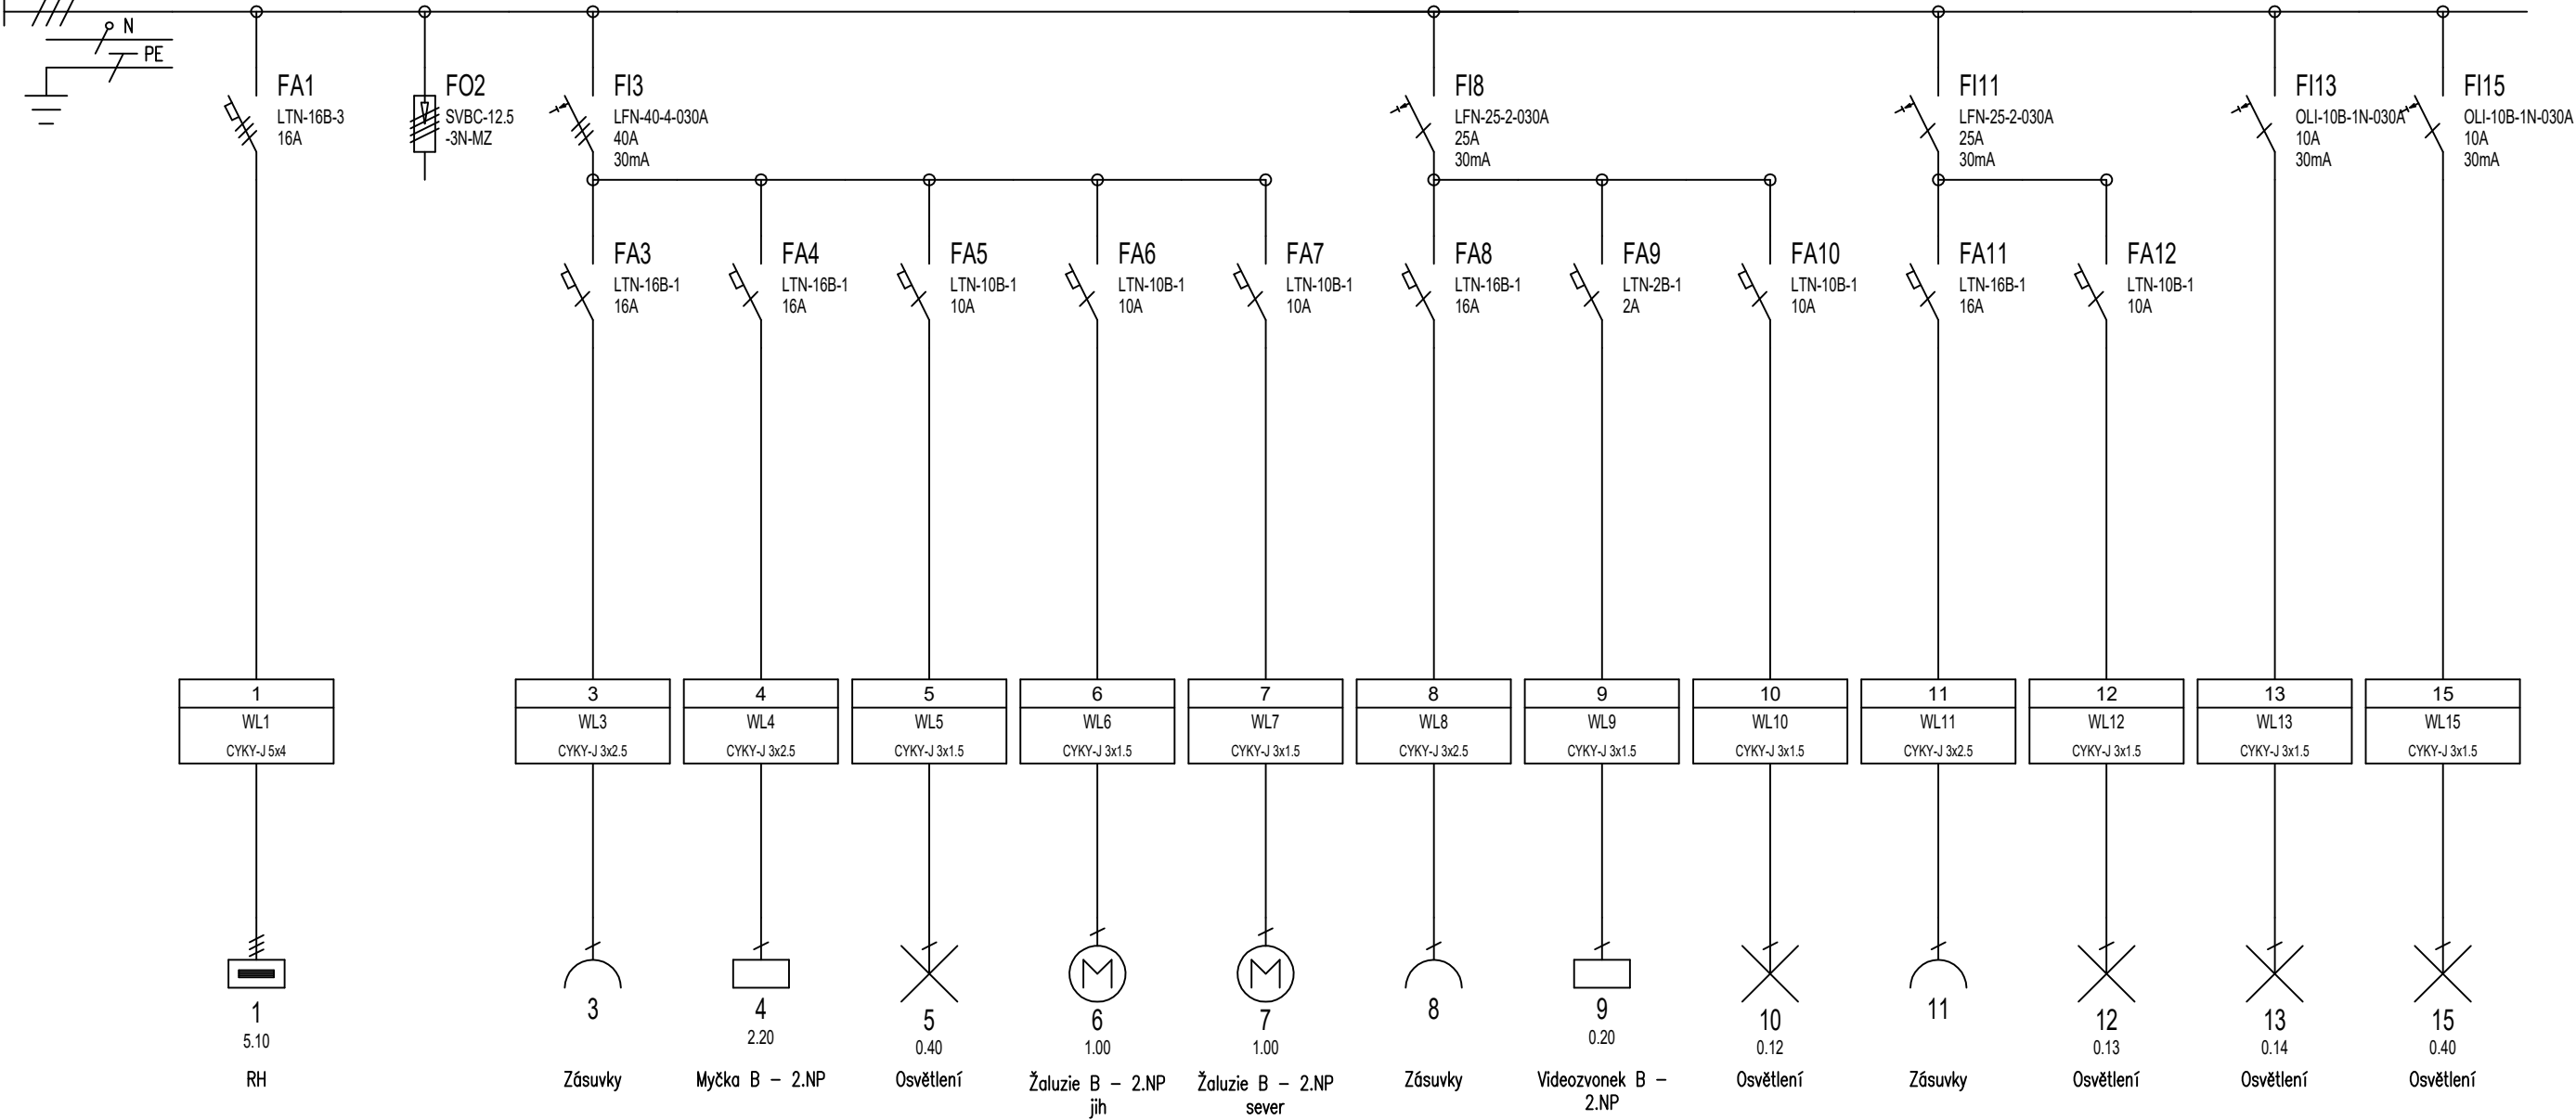 N
PE
FA1
LTN-16B-3
16A
FO2
SVBC-12.5
-3N-MZ
FI3
LFN-40-4-030A
40A
30mA
FI8
LFN-25-2-030A
25A
30mA
FI11
LFN-25-2-030A
25A
30mA
FI13
OLI-10B-1N-030A
10A
30mA
FI15
OLI-10B-1N-030A
10A
30mA
FA3
LTN-16B-1
16A
FA4
LTN-16B-1
16A
FA5
LTN-10B-1
10A
FA6
LTN-10B-1
10A
FA7
LTN-10B-1
10A
FA8
LTN-16B-1
16A
FA9
LTN-2B-1
2A
FA10
LTN-10B-1
10A
FA11
LTN-16B-1
16A
FA12
LTN-10B-1
10A
1
WL1
CYKY-J 5x4
3
WL3
CYKY-J 3x2.5
4
WL4
CYKY-J 3x2.5
5
WL5
CYKY-J 3x1.5
6
WL6
CYKY-J 3x1.5
7
WL7
CYKY-J 3x1.5
8
WL8
CYKY-J 3x2.5
9
WL9
CYKY-J 3x1.5
10
WL10
CYKY-J 3x1.5
11
WL11
CYKY-J 3x2.5
12
WL12
CYKY-J 3x1.5
13
WL13
CYKY-J 3x1.5
15
WL15
CYKY-J 3x1.5
1
5.10
RH
3
Zásuvky
4
2.20
Myčka B – 2.NP
5
0.40
Osvětlení
M
6
1.00
Žaluzie B – 2.NP
jih
M
7
1.00
Žaluzie B – 2.NP
sever
8
Zásuvky
9
0.20
Videozvonek B –
2.NP
10
0.12
Osvětlení
11
Zásuvky
12
0.13
Osvětlení
13
0.14
Osvětlení
15
0.40
Osvětlení